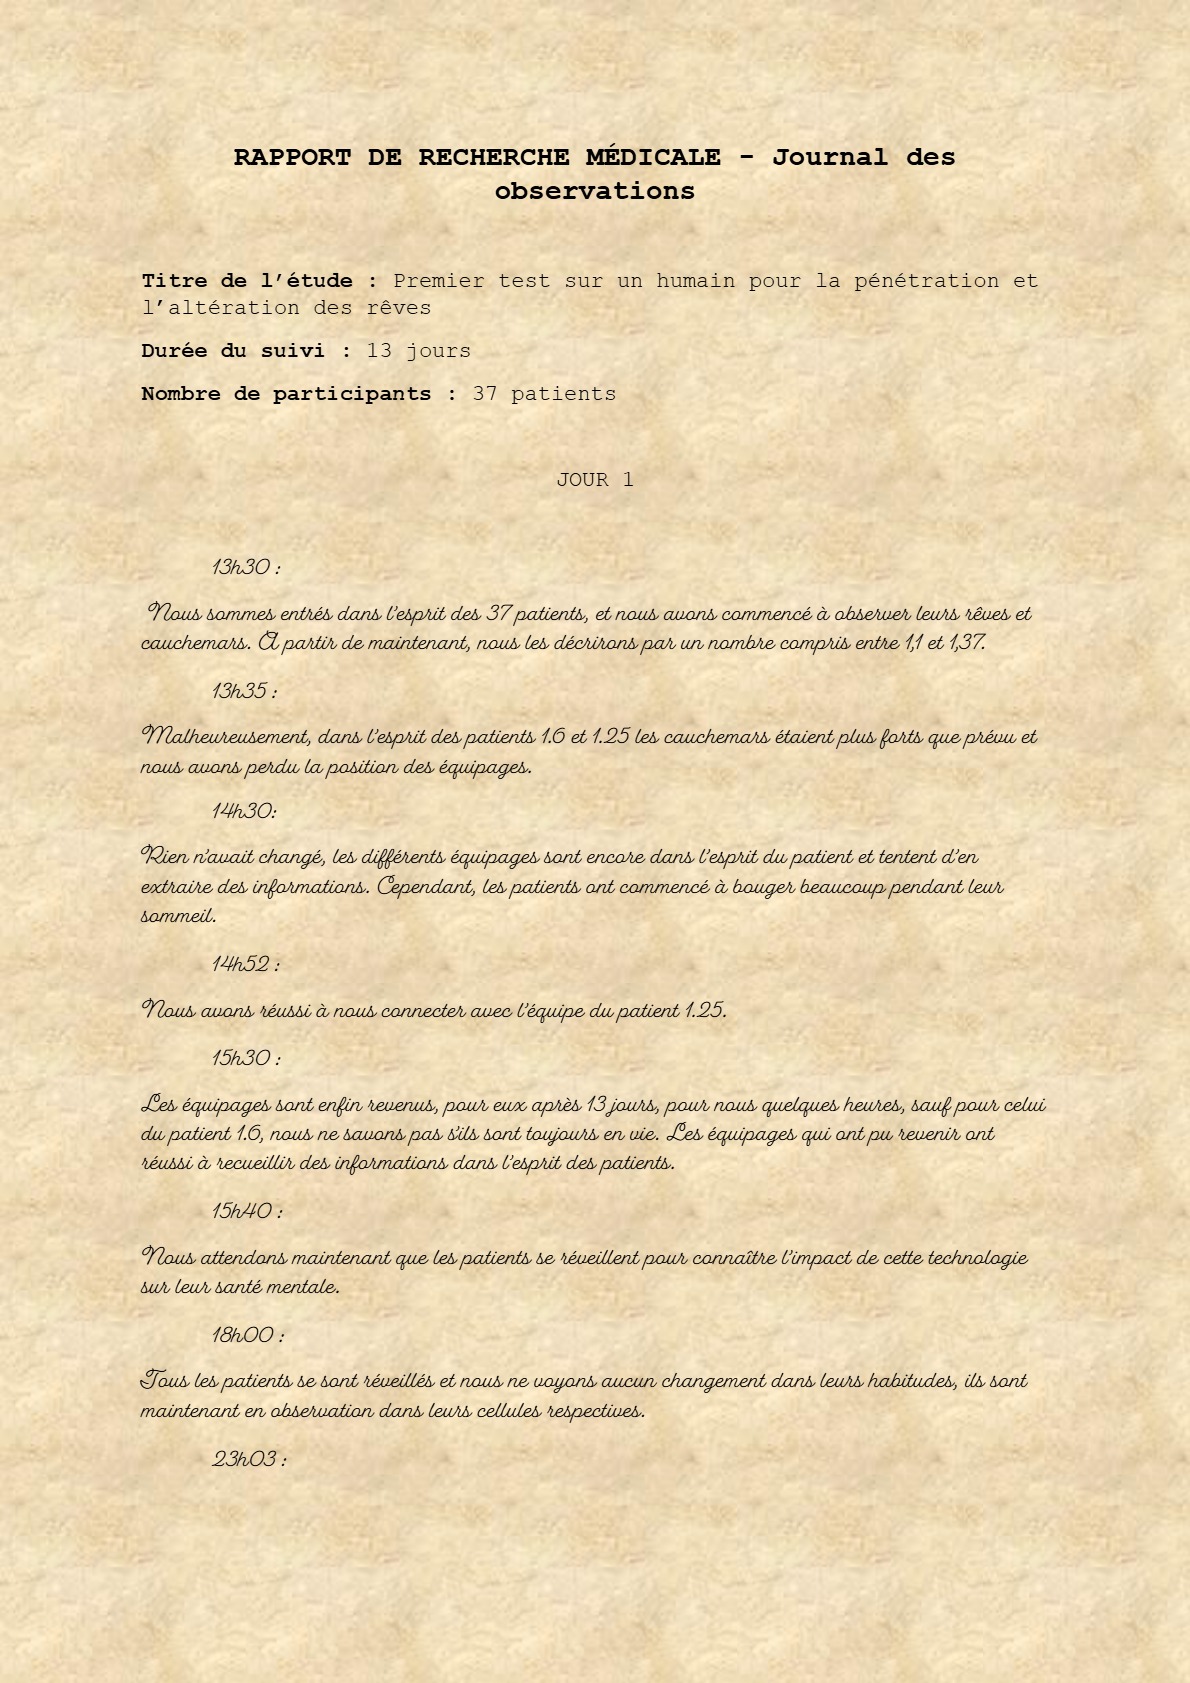 RAPPORT DE RECHERCHE MÉDICALE - Journal des
observations
Titre de l’étude : Premier test sur un humain pour la pénétration et
l’altération des rêves
Durée du suivi : 13 jours
Nombre de participants : 37 patients
JOUR 1
13h30 :
Nous sommes entrés dans l’esprit des 37 patients, et nous avons commencé à observer leurs rêves et
cauchemars. À partir de maintenant, nous les décrirons par un nombre compris entre 1,1 et 1,37.
13h35 :
Malheureusement, dans l’esprit des patients 1.6 et 1.25 les cauchemars étaient plus forts que prévu et
nous avons perdu la position des équipages.
14h30:
Rien n’avait changé, les différents équipages sont encore dans l’esprit du patient et tentent d’en
extraire des informations. Cependant, les patients ont commencé à bouger beaucoup pendant leur
sommeil.
14h52 :
Nous avons réussi à nous connecter avec l’équipe du patient 1.25.
15h30 :
Les équipages sont enfin revenus, pour eux après 13 jours, pour nous quelques heures, sauf pour celui
du patient 1.6, nous ne savons pas s’ils sont toujours en vie. Les équipages qui ont pu revenir ont
réussi à recueillir des informations dans l’esprit des patients.
15h40 :
Nous attendons maintenant que les patients se réveillent pour connaître l’impact de cette technologie
sur leur santé mentale.
18h00 :
Tous les patients se sont réveillés et nous ne voyons aucun changement dans leurs habitudes, ils sont
maintenant en observation dans leurs cellules respectives.
23h03 :